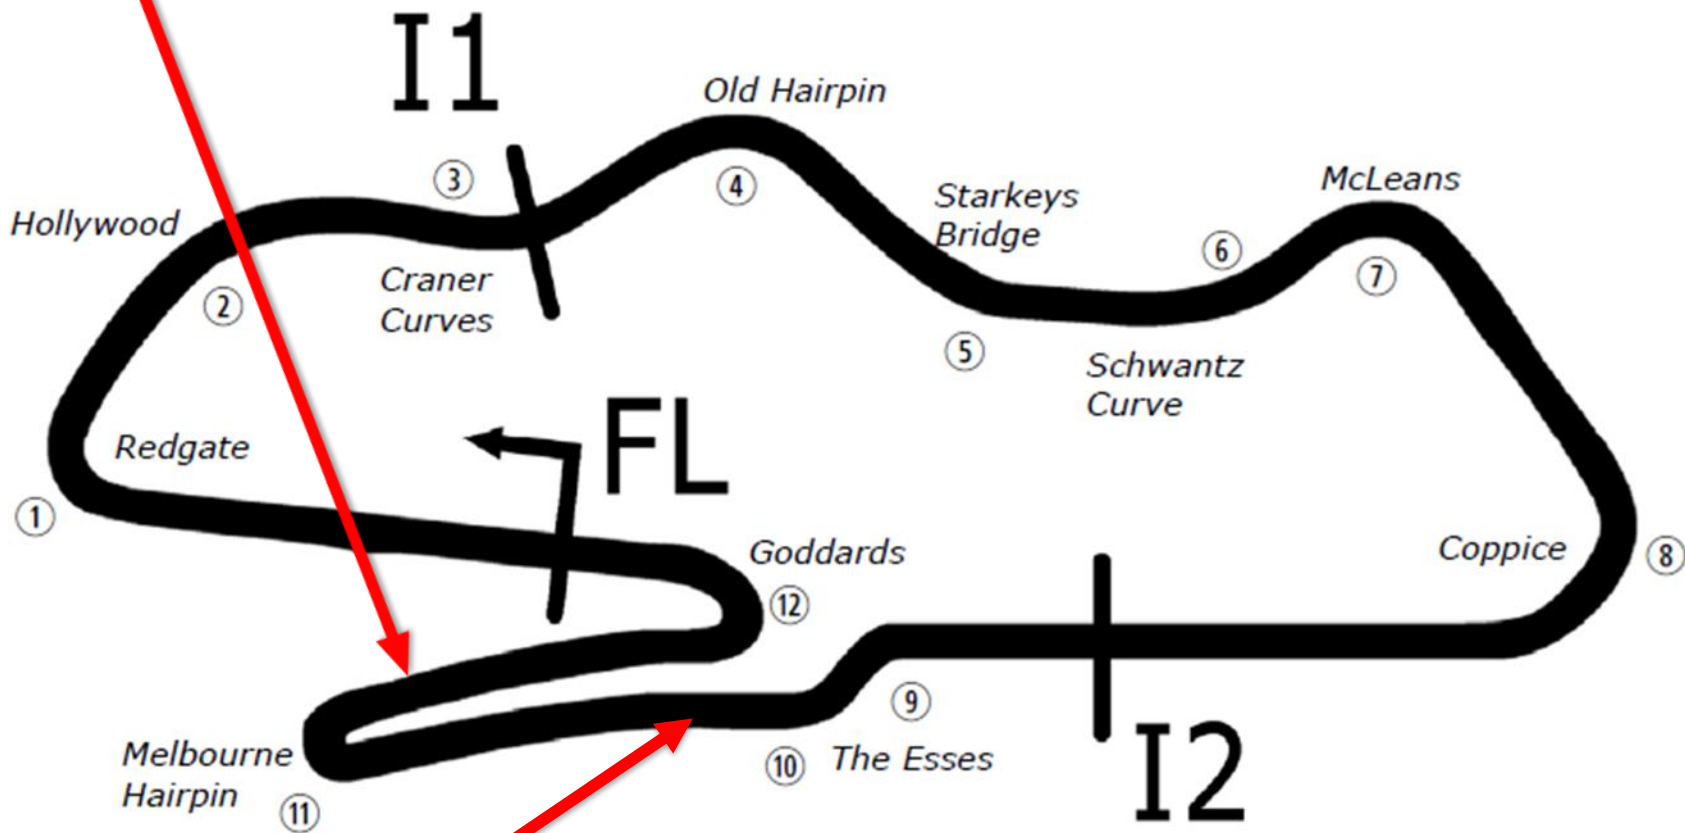 I1
Old Hairpin
③
④
McLeans
Starkeys
Bridge
Hollywood
⑥
⑦
Craner
Curves
②
⑤
Schwantz
Curve
FL
Redgate
①
Goddards
Coppice
⑧
⑫
⑨
Melbourne
Hairpin
⑩
The Esses
I2
⑪